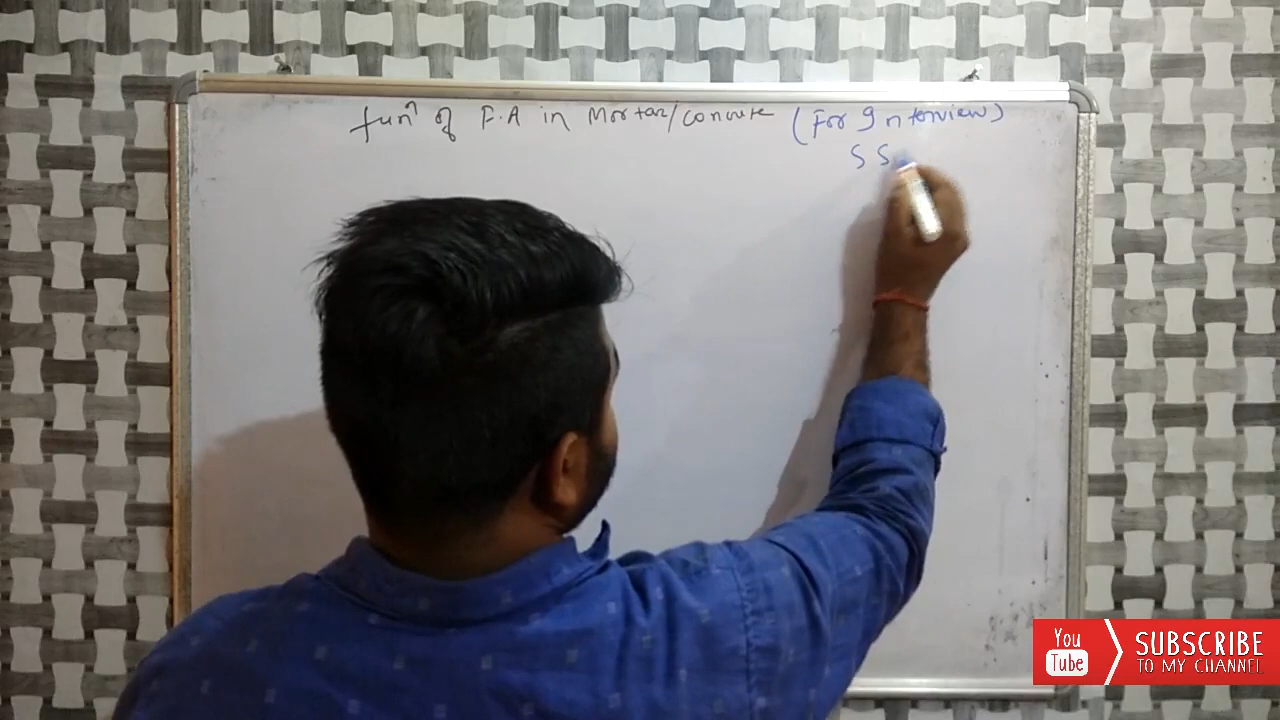 funⁿ of F.A in Mortar/concrete (For Interview)
SS
You Tube SUBSCRIBE
TO MY CHANNEL